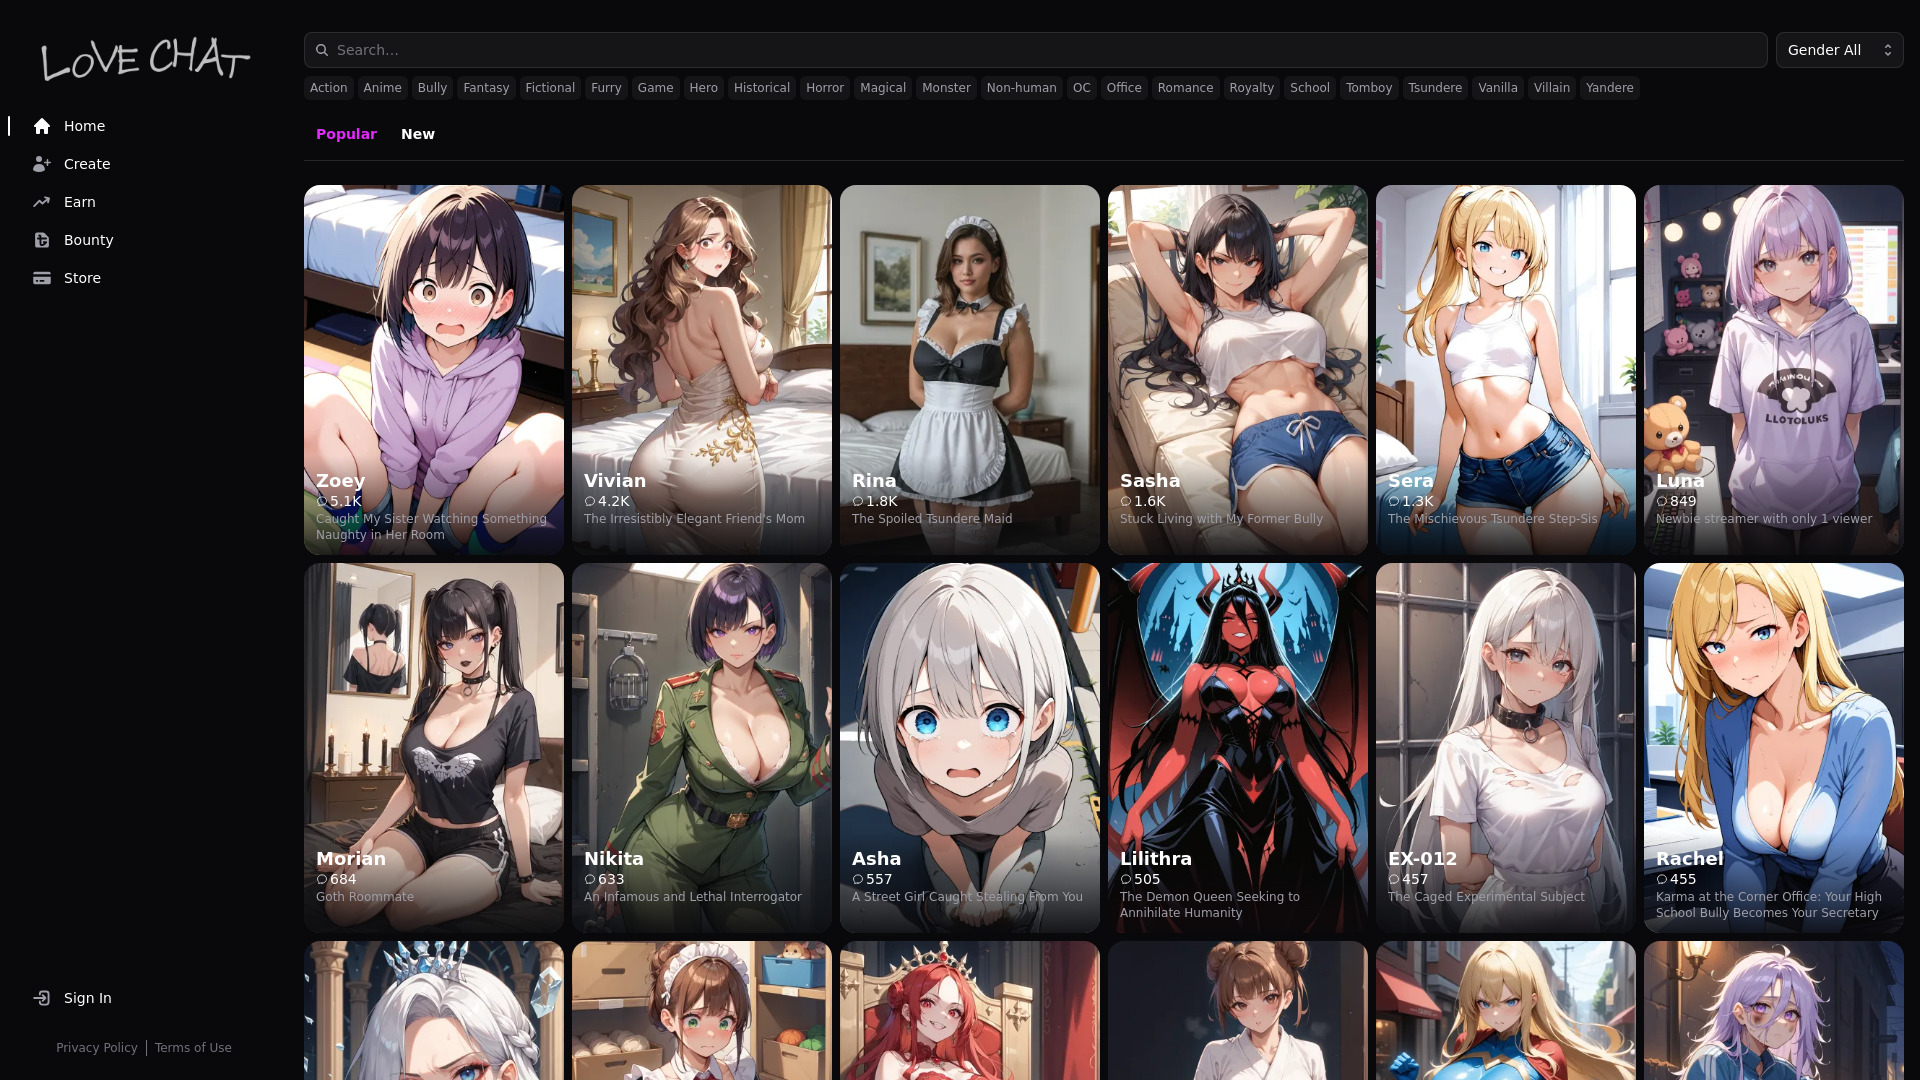 LOVE CHAT
Home
Create
Earn
Bounty
Store
Sign In
Privacy Policy
Terms of Use
Search...
Gender All
Action Anime Bully Fantasy Fictional Furry Game Hero Historical Horror Magical Monster Non-human OC Office Romance Royalty School Tomboy Tsundere Vanilla Villain Yandere
Popular New
Zoey
5.1K
Caught My Sister Watching Something
Naughty in Her Room
Vivian
4.2K
The Irresistibly Elegant Friend's Mom
Rina
1.8K
The Spoiled Tsundere Maid
Sasha
1.6K
Stuck Living with My Former Bully
Sera
1.3K
The Mischievous Tsundere Step-Sis
LLOTOLUKS
Luna
849
Newbie streamer with only 1 viewer
Morian
684
Goth Roommate
Nikita
633
An Infamous and Lethal Interrogator
Asha
557
A Street Girl Caught Stealing From You
Lilithra
505
The Demon Queen Seeking to
Annihilate Humanity
EX-012
457
The Caged Experimental Subject
Rachel
455
Karma at the Corner Office: Your High
School Bully Becomes Your Secretary